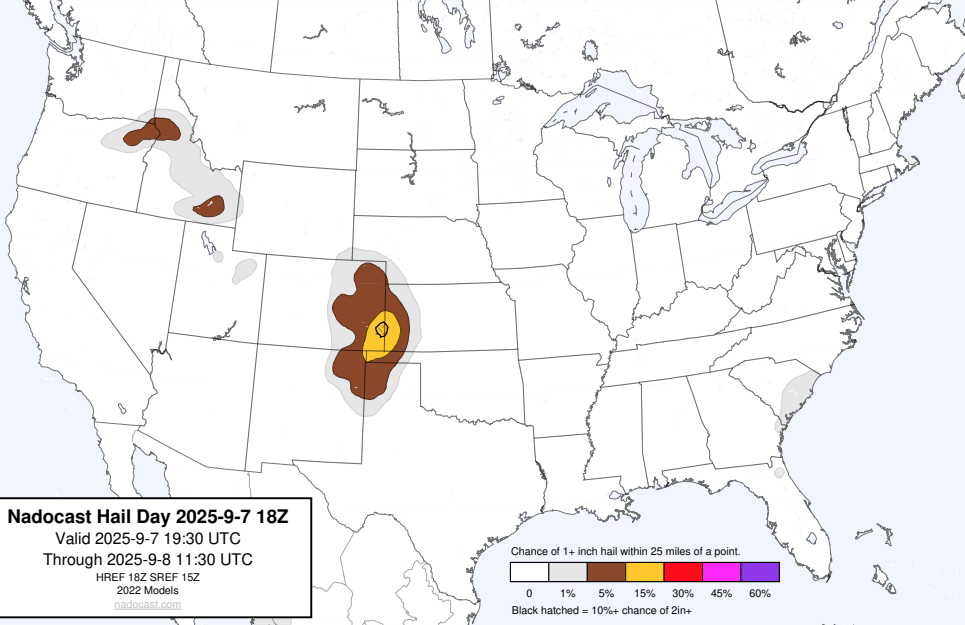 Nadocast Hail Day 2025-9-7 18Z
Valid 2025-9-7 19:30 UTC
Through 2025-9-8 11:30 UTC
HREF 18Z SREF 15Z
2022 Models
nadocast.com
Chance of 1+ inch hail within 25 miles of a point.
0 1% 5% 15% 30% 45% 60%
Black hatched = 10%+ chance of 2in+